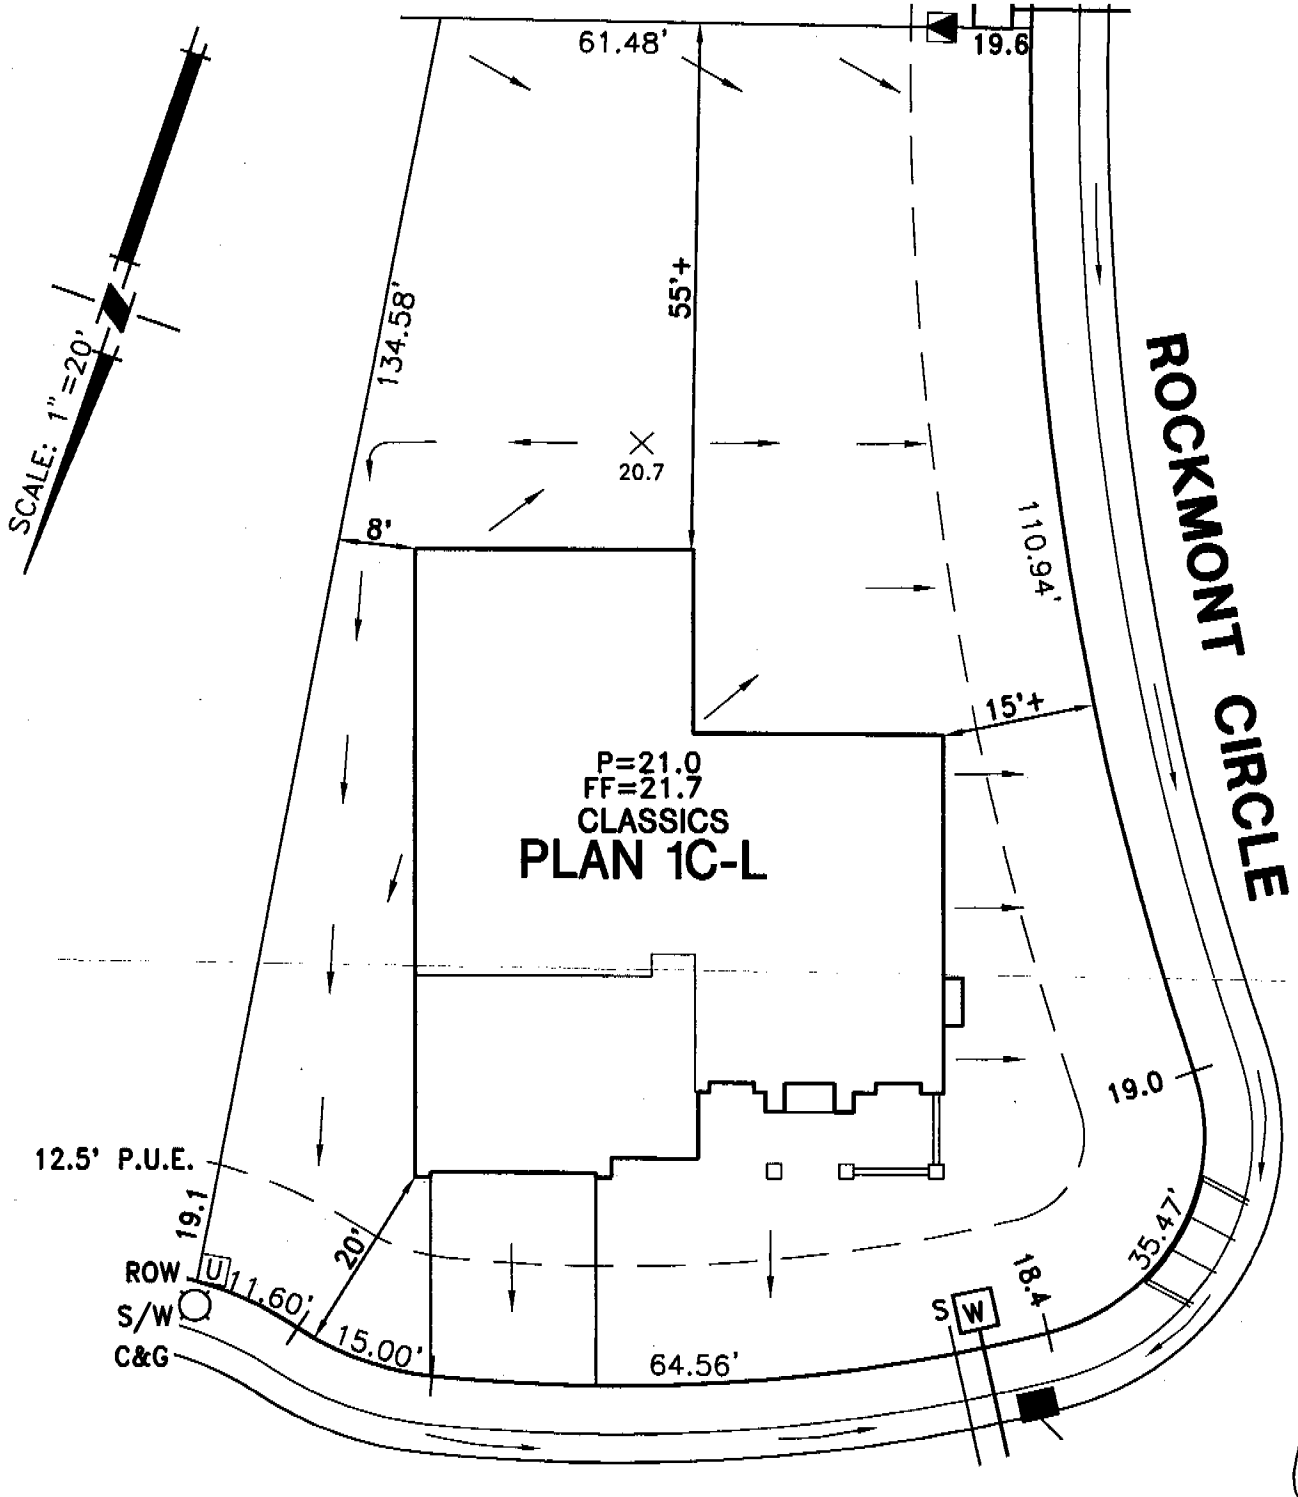 61.48'
19.6
SCALE: 1"=20'
134.58'
55'+
ROCKMONT CIRCLE
20.7
8'
110.94'
15'+
P=21.0
FF=21.7
CLASSICS
PLAN 1C-L
19.0
12.5' P.U.E.
19.1
20'
35.47'
ROW
U
11.60'
18.4
S/W
S
W
15.00'
C&G
64.56'